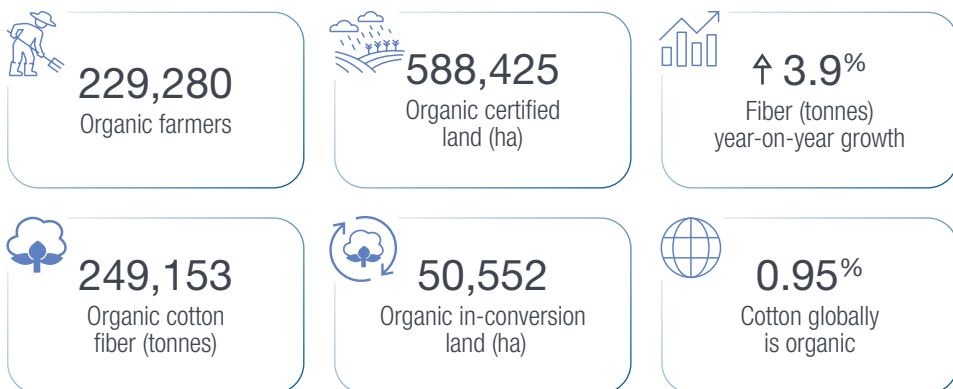 229,280
Organic farmers
588,425
Organic certified
land (ha)
↑ 3.9%
Fiber (tonnes)
year-on-year growth
249,153
Organic cotton
fiber (tonnes)
50,552
Organic in-conversion
land (ha)
0.95%
Cotton globally
is organic